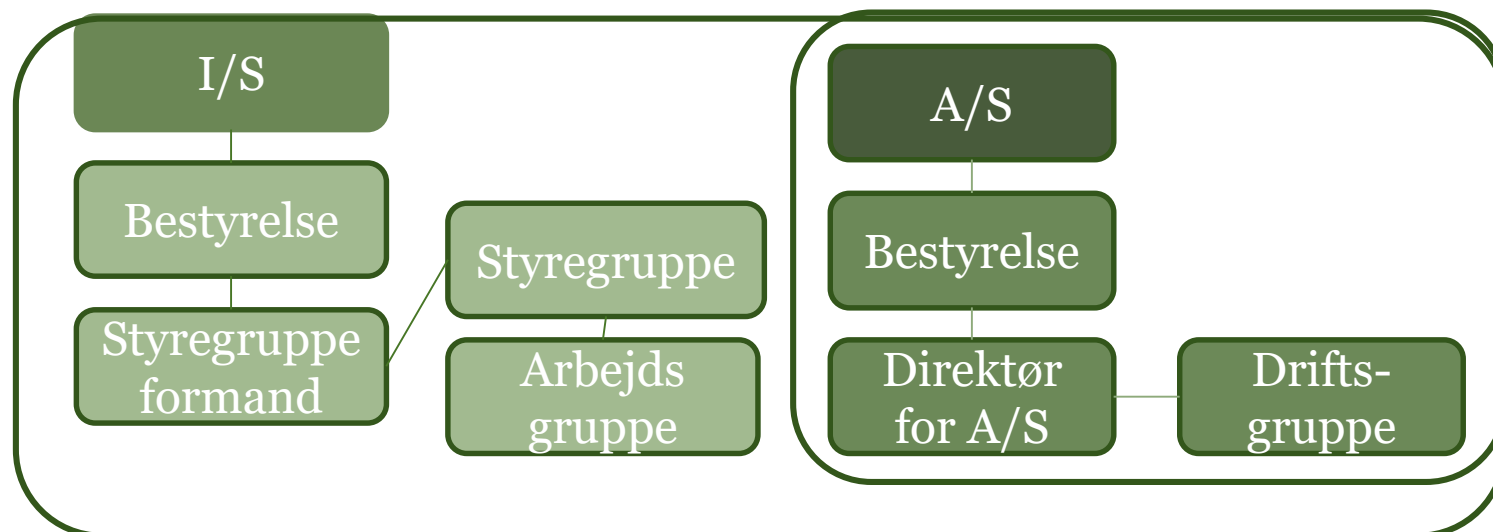 I/S
Bestyrelse
Styregruppe
formand
Styregruppe
Arbejds
gruppe
A/S
Bestyrelse
Direktør
for A/S
Drifts-
gruppe